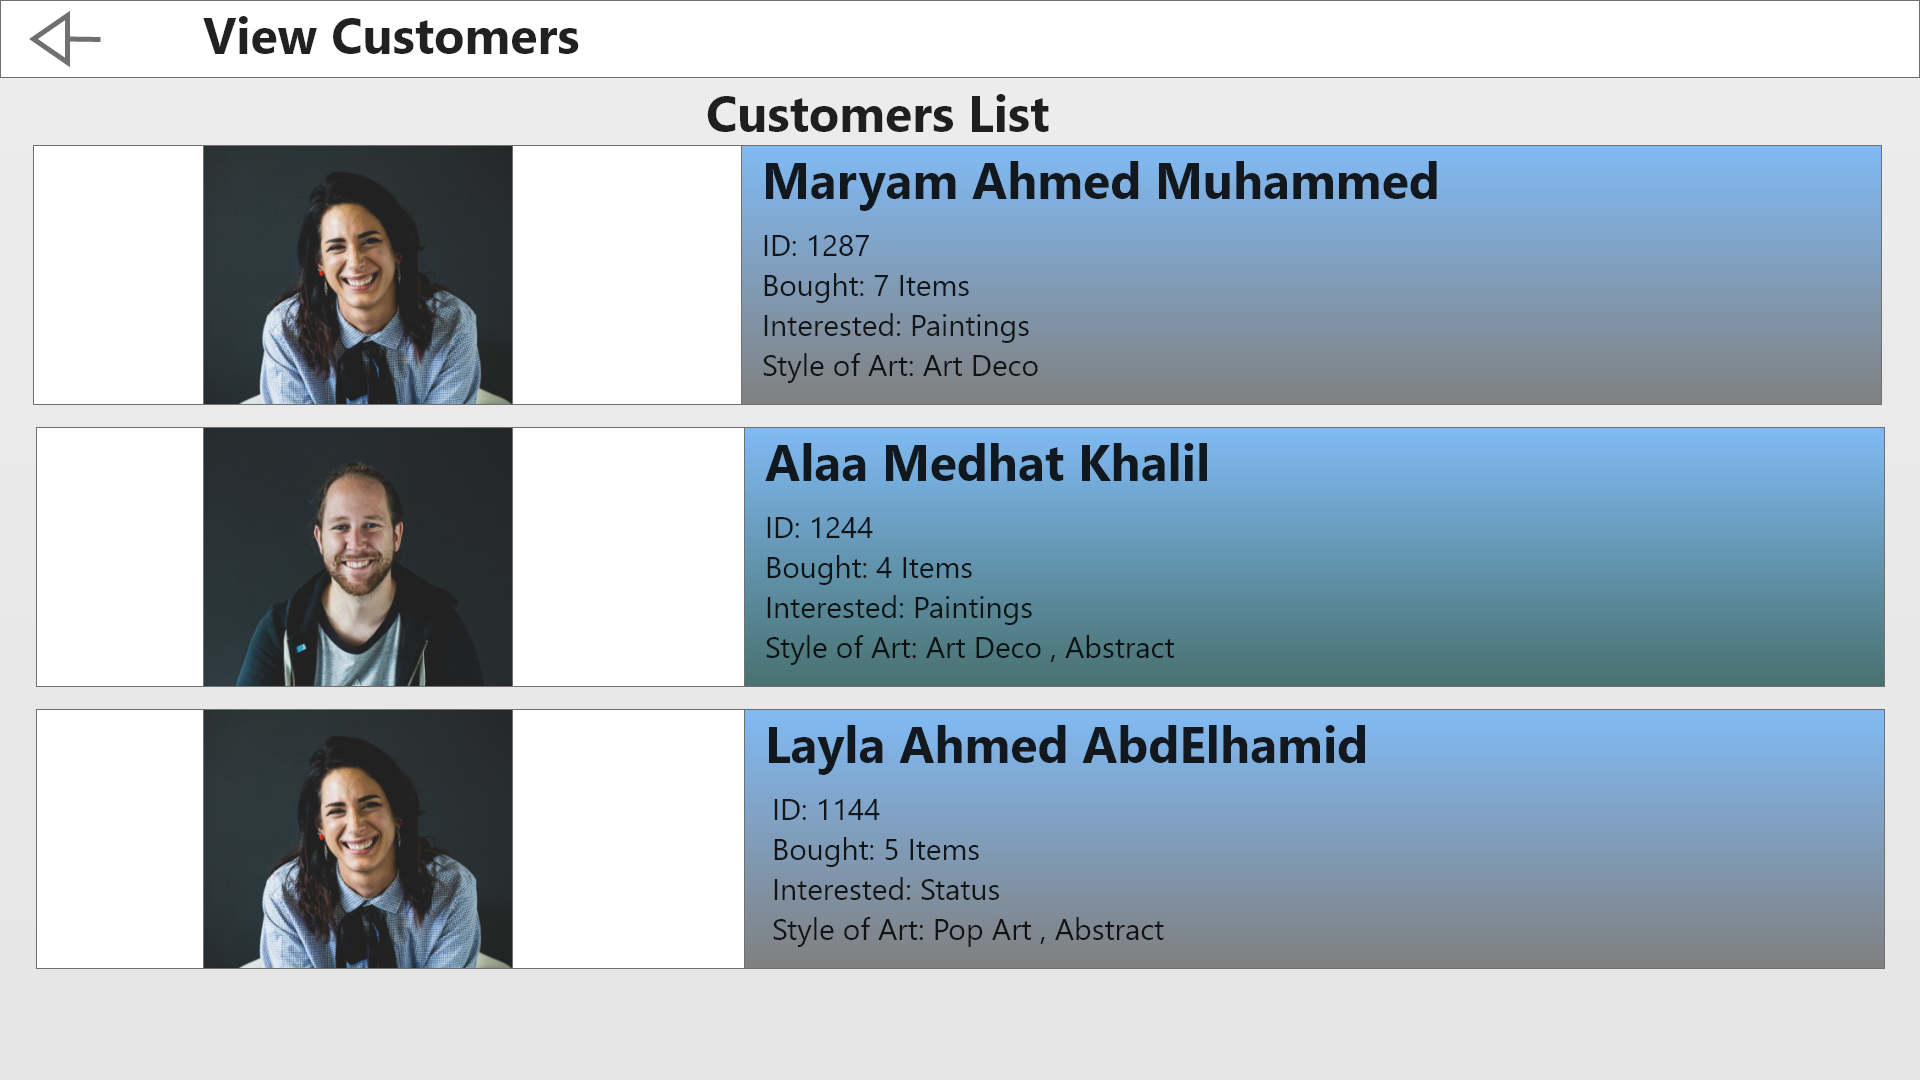 View Customers
Customers List
Maryam Ahmed Muhammed
ID: 1287
Bought: 7 Items
Interested: Paintings
Style of Art: Art Deco
Alaa Medhat Khalil
ID: 1244
Bought: 4 Items
Interested: Paintings
Style of Art: Art Deco , Abstract
Layla Ahmed AbdElhamid
ID: 1144
Bought: 5 Items
Interested: Status
Style of Art: Pop Art , Abstract